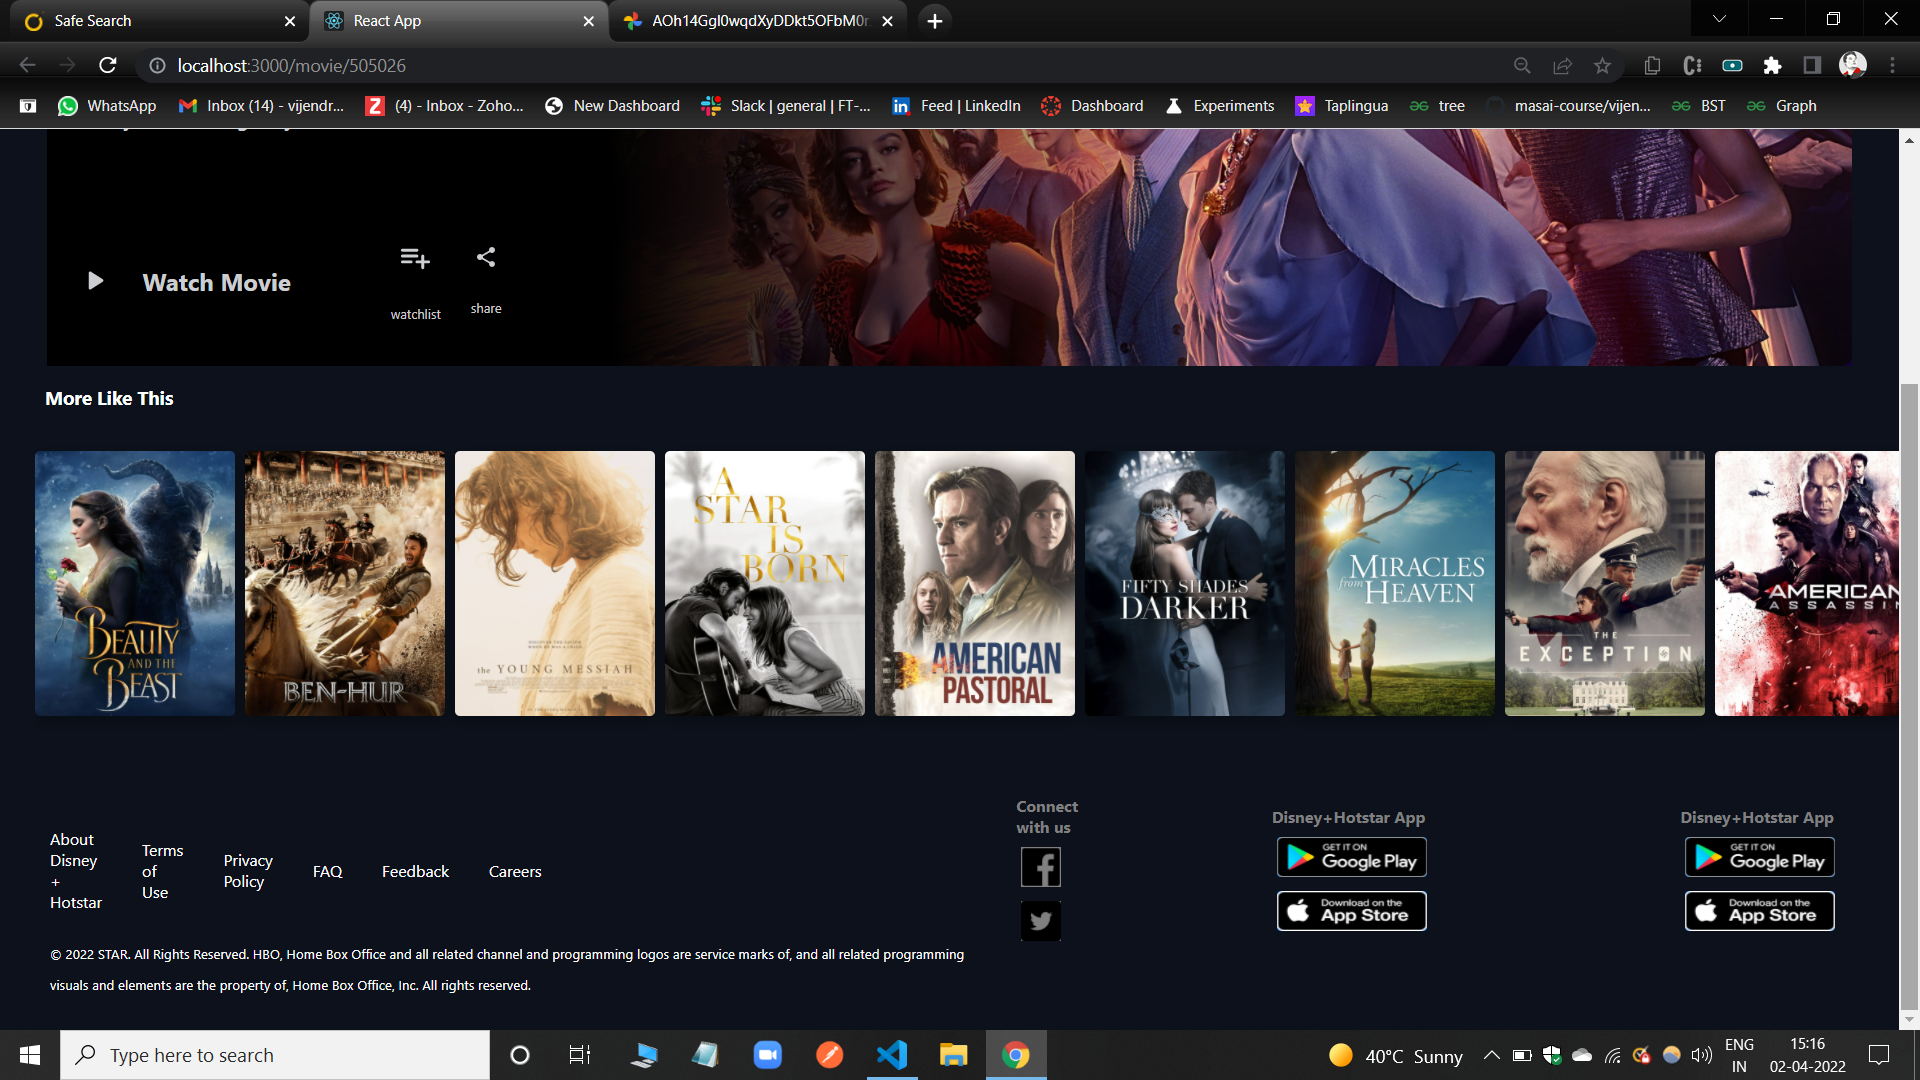 Safe Search
React App
AOh14Ggl0wqdXyDDkt5OFbM0r
localhost:3000/movie/505026
WhatsApp
Inbox (14) - vijendr...
(4) - Inbox - Zoho...
New Dashboard
Slack | general | FT-...
Feed | LinkedIn
Dashboard
Experiments
Taplingua
tree
masai-course/vijen...
BST
Graph
Watch Movie
watchlist
share
More Like This
BEAUTY
AND THE
BEAST
BEN-HUR
the YOUNG MESSIAH
A
STAR
IS
BORN
AMERICAN
PASTORAL
FIFTY SHADES
DARKER
MIRACLES
from HEAVEN
THE
EXCEPTION
AMERICAN
ASSASSIN
About
Disney
+
Hotstar
Terms
of
Use
Privacy
Policy
FAQ
Feedback
Careers
© 2022 STAR. All Rights Reserved. HBO, Home Box Office and all related channel and programming logos are service marks of, and all related programming
visuals and elements are the property of, Home Box Office, Inc. All rights reserved.
Connect
with us
Disney+Hotstar App
GET IT ON
Google Play
Download on the
App Store
Disney+Hotstar App
GET IT ON
Google Play
Download on the
App Store
Type here to search
40°C Sunny
ENG
IN
15:16
02-04-2022